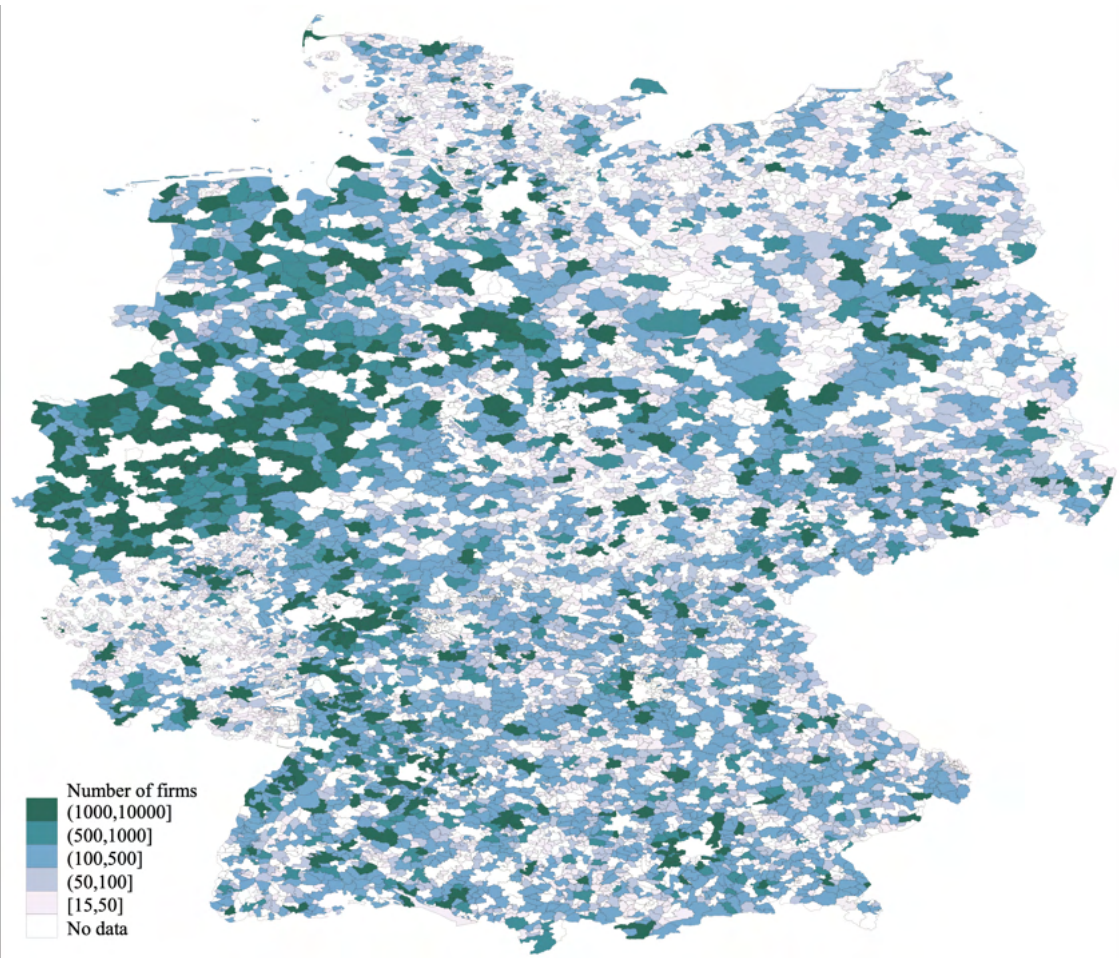 Number of firms
(1000,10000]
(500,1000]
(100,500]
(50,100]
[15,50]
No data